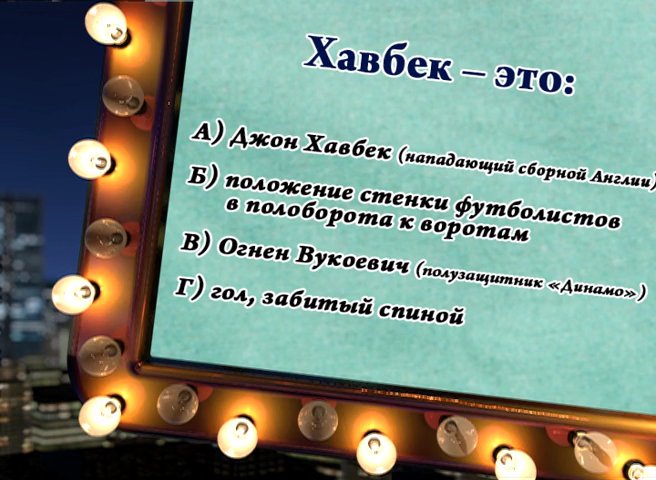 Хавбек – это:
А) Джон Хавбек (нападающий сборной Англии)
Б) положение стенки футболистов
в полоборота к воротам
В) Огнен Вукоевич (полузащитник «Динамо»)
Г) гол, забитый спиной